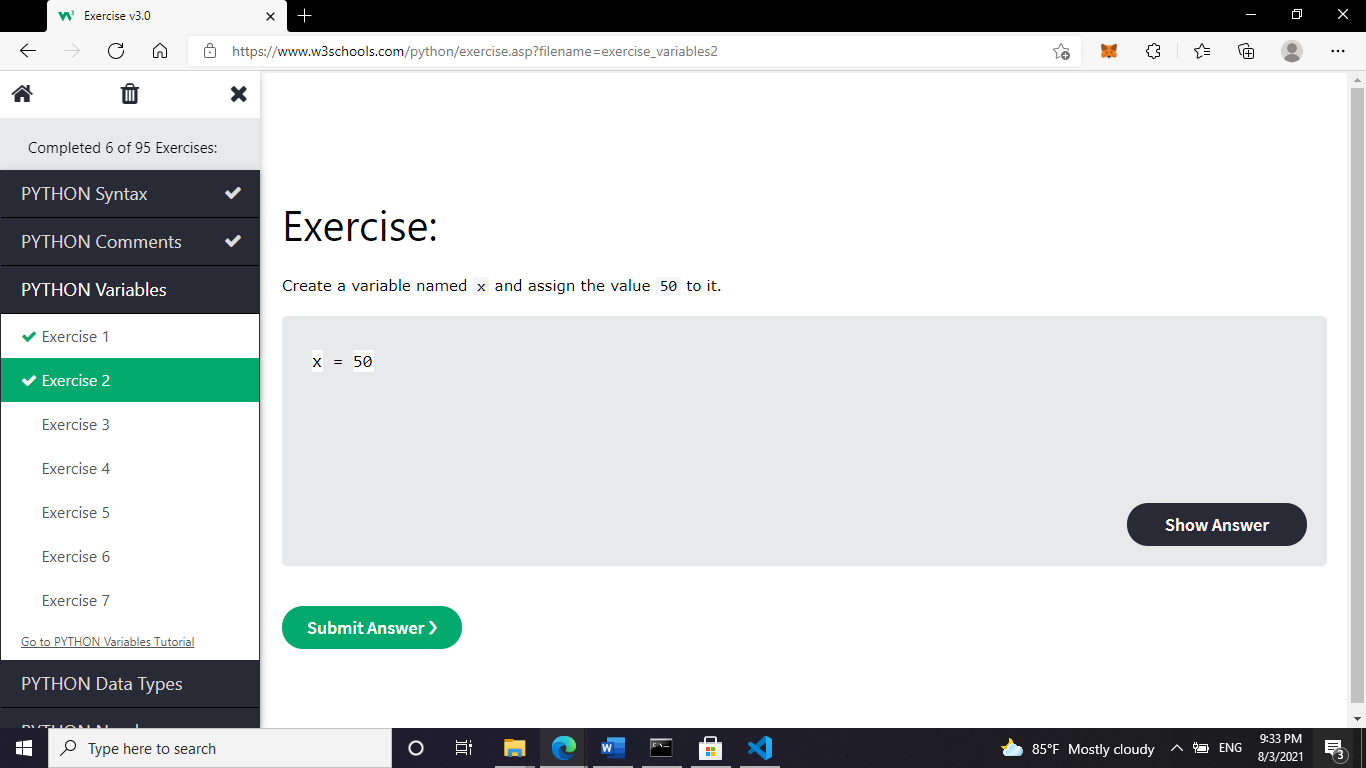 Exercise v3.0
https://www.w3schools.com/python/exercise.asp?filename=exercise_variables2
Completed 6 of 95 Exercises:
PYTHON Syntax
PYTHON Comments
PYTHON Variables
Exercise 1
Exercise 2
Exercise 3
Exercise 4
Exercise 5
Exercise 6
Exercise 7
Go to PYTHON Variables Tutorial
PYTHON Data Types
Exercise:
Create a variable named x and assign the value 50 to it.
x = 50
Show Answer
Submit Answer ❯
Type here to search
85°F Mostly cloudy
ENG
9:33 PM
8/3/2021
3